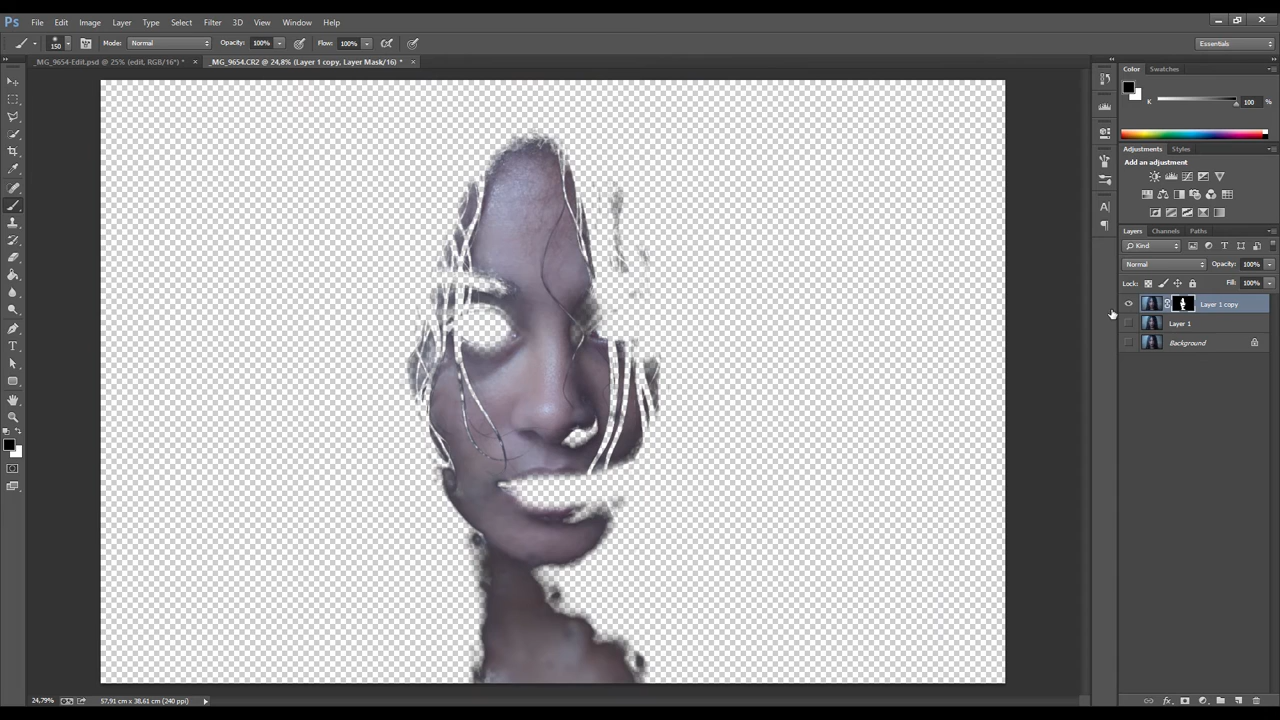 Ps File Edit Image Layer Type Select Filter 3D View Window Help
150 Mode: Normal Opacity: 100% Flow: 100% Essentials
_MG_9654-Edit.psd @ 25% (edit, RGB/16*) * × _MG_9654.CR2 @ 24,8% (Layer 1 copy, Layer Mask/16) * ×
Color Swatches
K 100 %
Adjustments Styles
Add an adjustment
Layers Channels Paths
Kind
Normal Opacity: 100%
Lock: Fill: 100%
Layer 1 copy
Layer 1
Background
24,79% 57,91 cm x 38,61 cm (240 ppi)